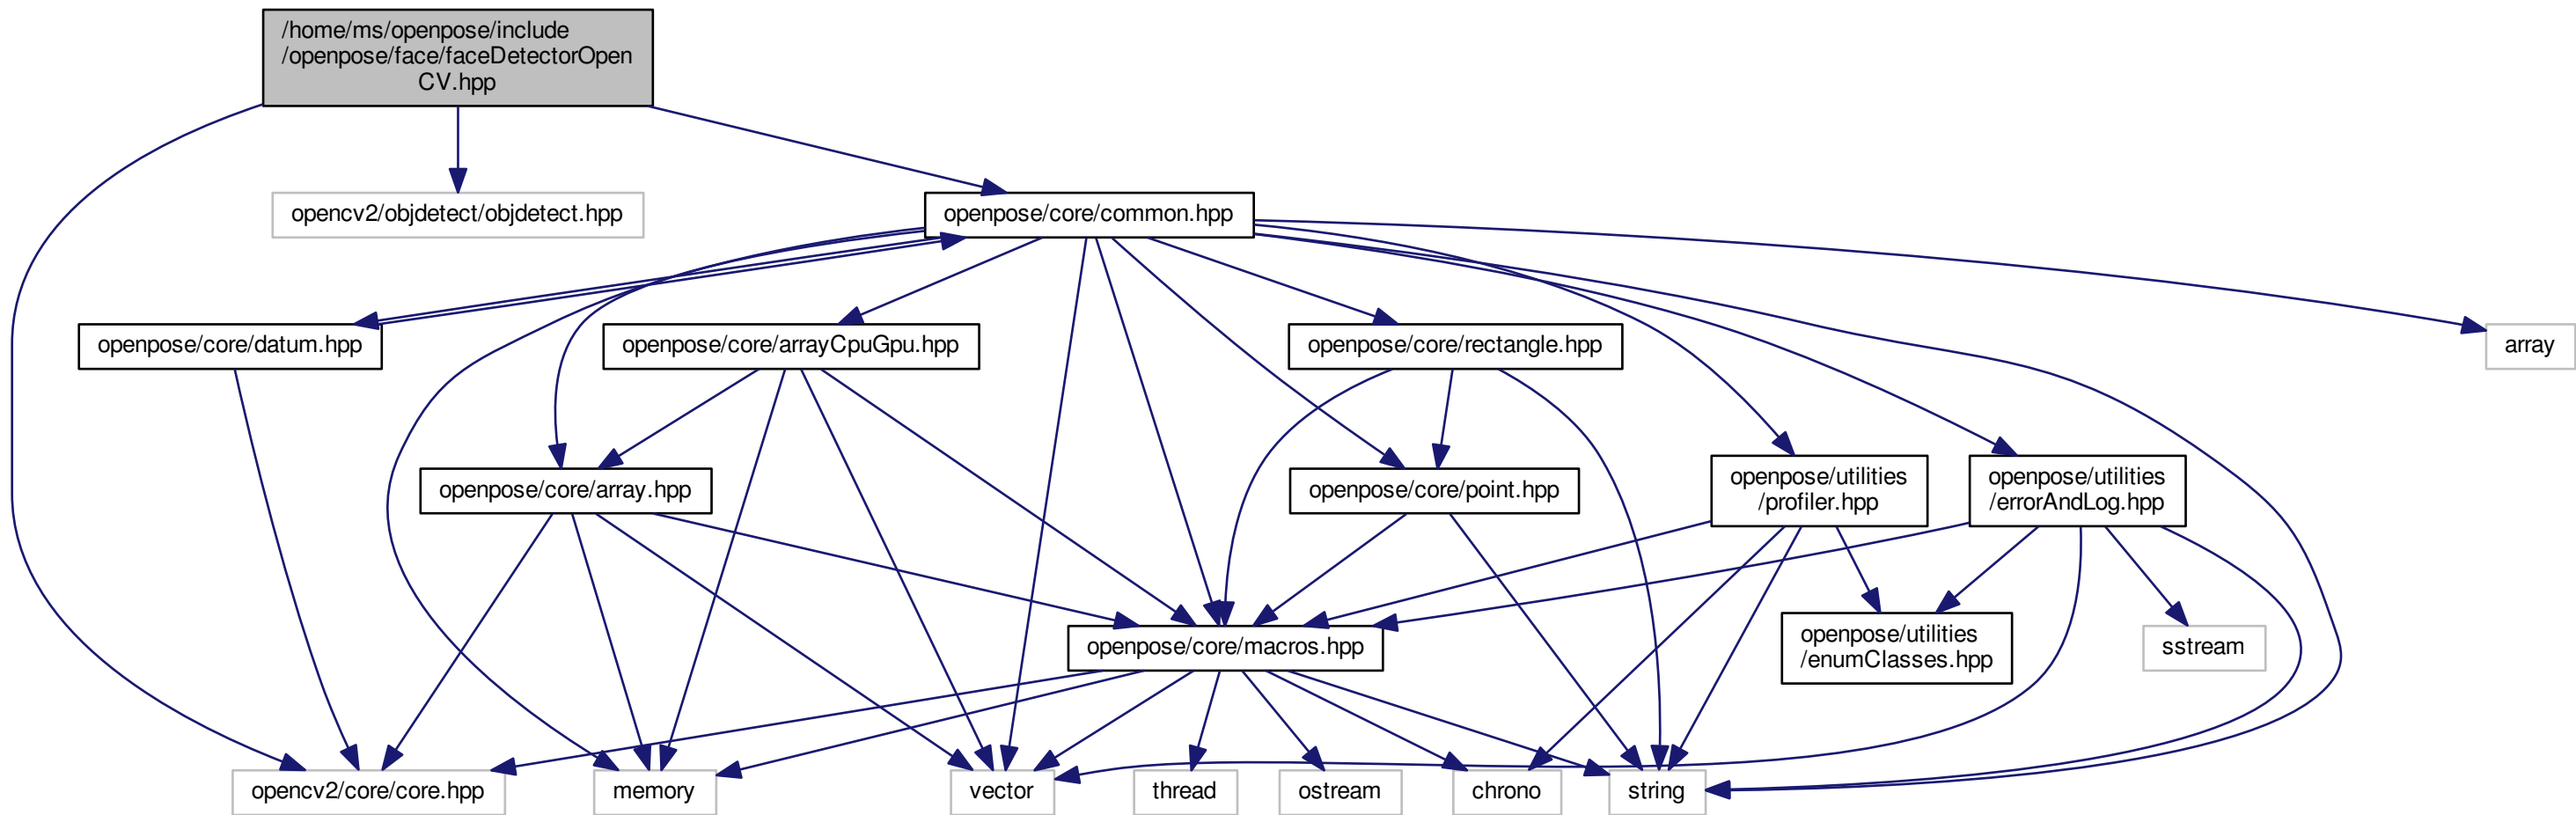 /home/ms/openpose/include
/openpose/face/faceDetectorOpen
CV.hpp
opencv2/objdetect/objdetect.hpp
openpose/core/common.hpp
openpose/core/datum.hpp
openpose/core/arrayCpuGpu.hpp
openpose/core/rectangle.hpp
array
openpose/core/array.hpp
openpose/core/point.hpp
openpose/utilities
/profiler.hpp
openpose/utilities
/errorAndLog.hpp
openpose/core/macros.hpp
openpose/utilities
/enumClasses.hpp
sstream
opencv2/core/core.hpp
memory
vector
thread
ostream
chrono
string